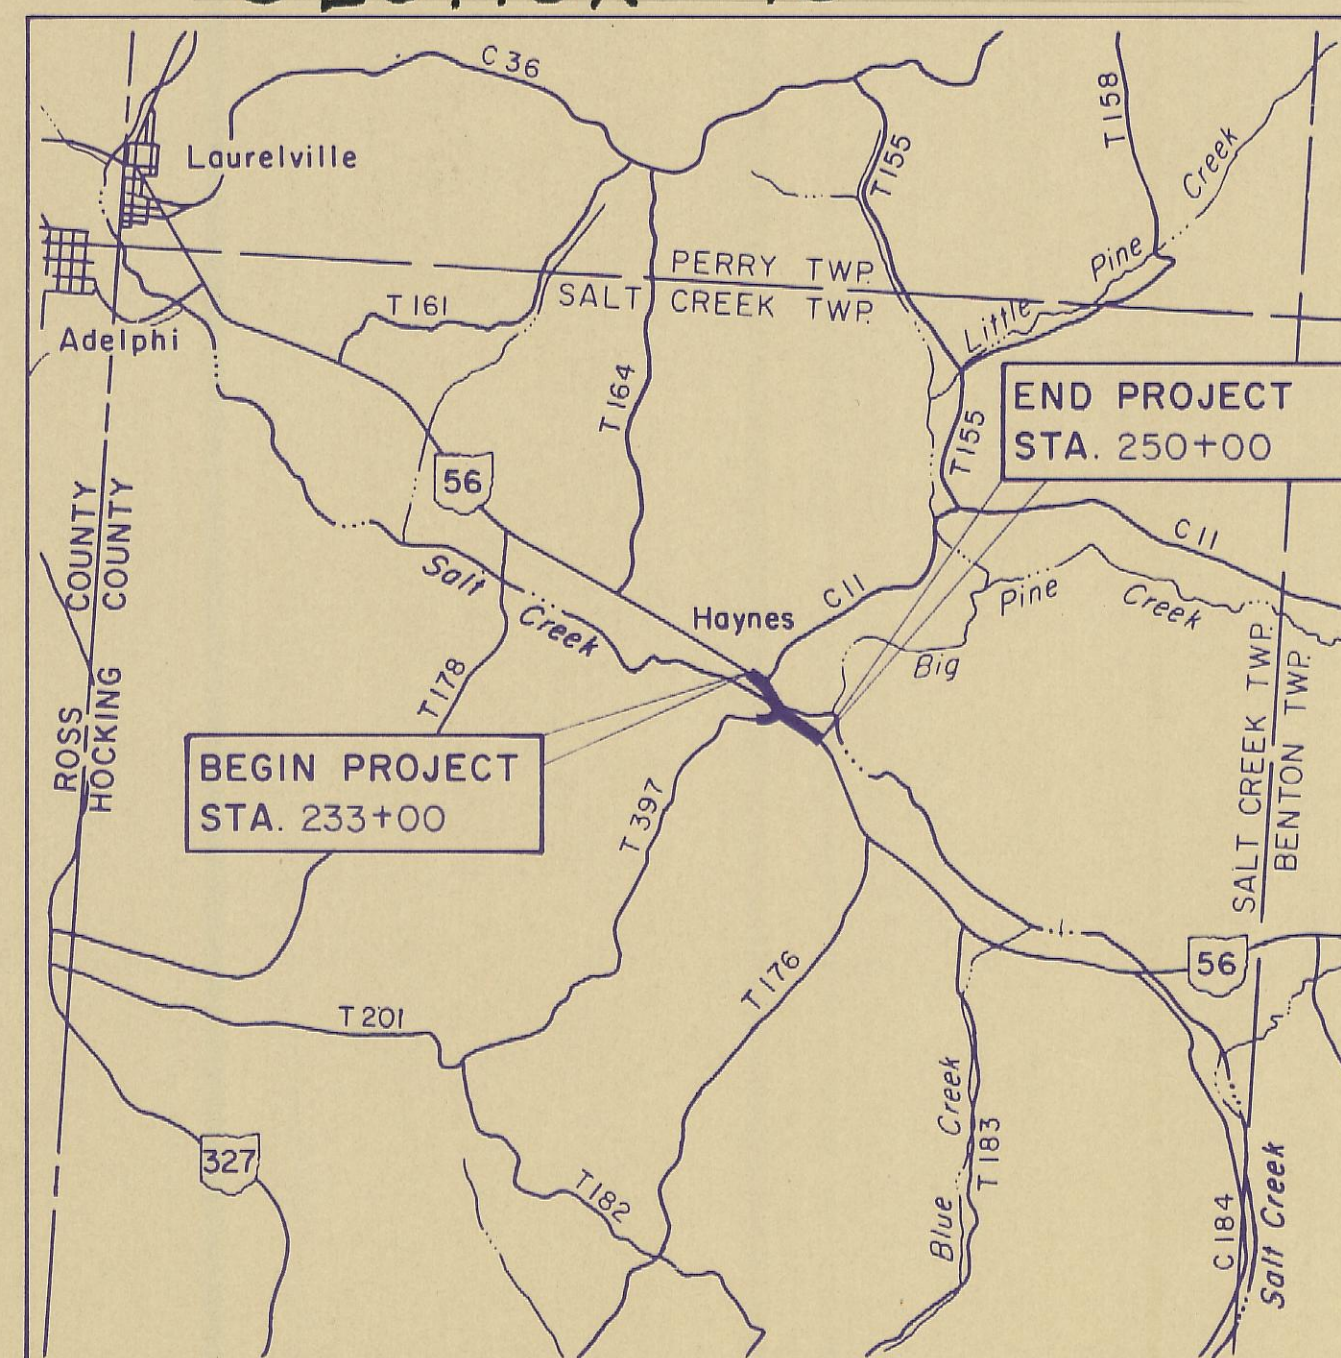 C 36
Laurelville
T 155
T 158
Creek
Pine
Little
PERRY TWP.
SALT CREEK TWP.
T 161
Adelphi
T 164
END PROJECT
STA. 250+00
T 155
56
C 11
COUNTY
COUNTY
Salt
Creek
Haynes
C 11
Pine
Creek
Big
T 178
ROSS
HOCKING
BEGIN PROJECT
STA. 233+00
T 397
SALT CREEK TWP.
BENTON TWP.
T 176
56
T 201
Blue Creek
T 183
327
T 182
C 184
Salt Creek